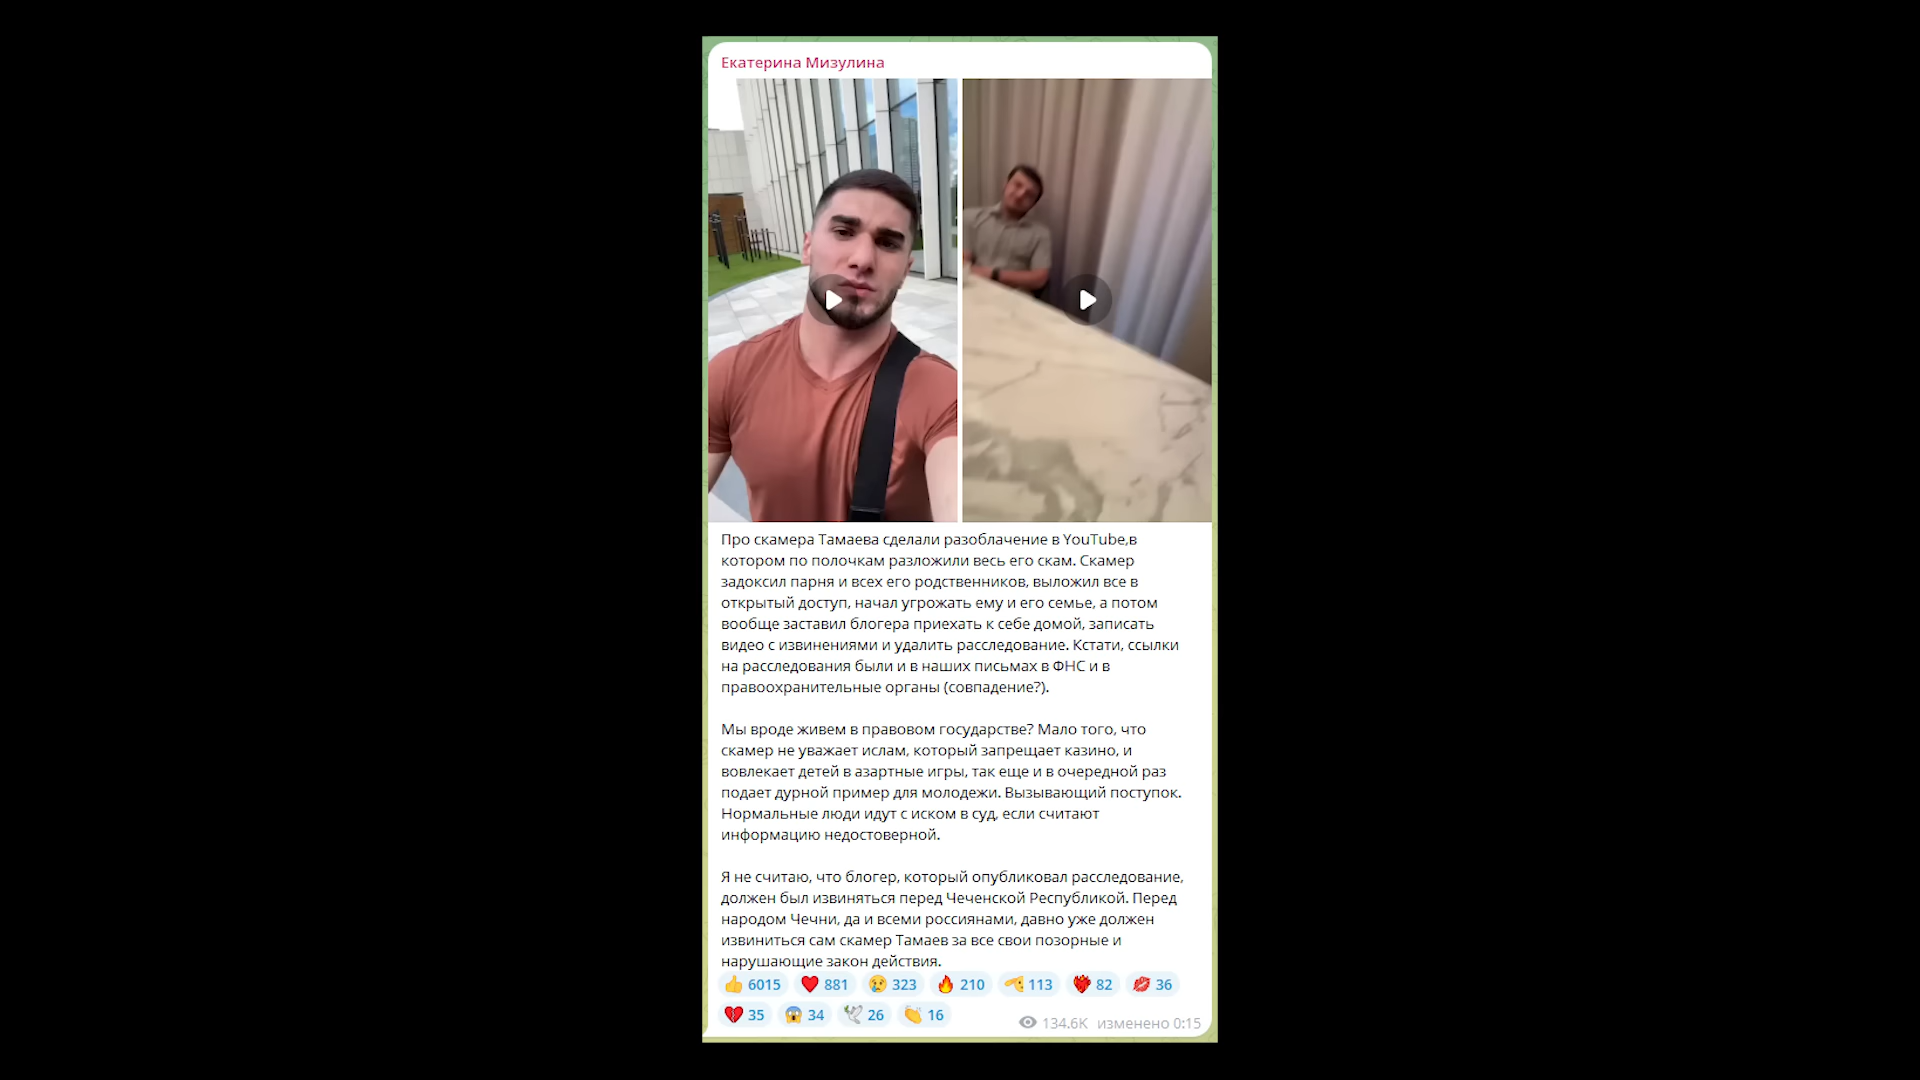 Екатерина Мизулина
Про скамера Тамаева сделали разоблачение в YouTube,в
котором по полочкам разложили весь его скам. Скамер
задоксил парня и всех его родственников, выложил все в
открытый доступ, начал угрожать ему и его семье, а потом
вообще заставил блогера приехать к себе домой, записать
видео с извинениями и удалить расследование. Кстати, ссылки
на расследования были и в наших письмах в ФНС и в
правоохранительные органы (совпадение?).
Мы вроде живем в правовом государстве? Мало того, что
скамер не уважает ислам, который запрещает казино, и
вовлекает детей в азартные игры, так еще и в очередной раз
подает дурной пример для молодежи. Вызывающий поступок.
Нормальные люди идут с иском в суд, если считают
информацию недостоверной.
Я не считаю, что блогер, который опубликовал расследование,
должен был извиняться перед Чеченской Республикой. Перед
народом Чечни, да и всеми россиянами, давно уже должен
извиниться сам скамер Тамаев за все свои позорные и
нарушающие закон действия.
6015 881 323 210 113 82 36
35 34 26 16
134.6K изменено 0:15